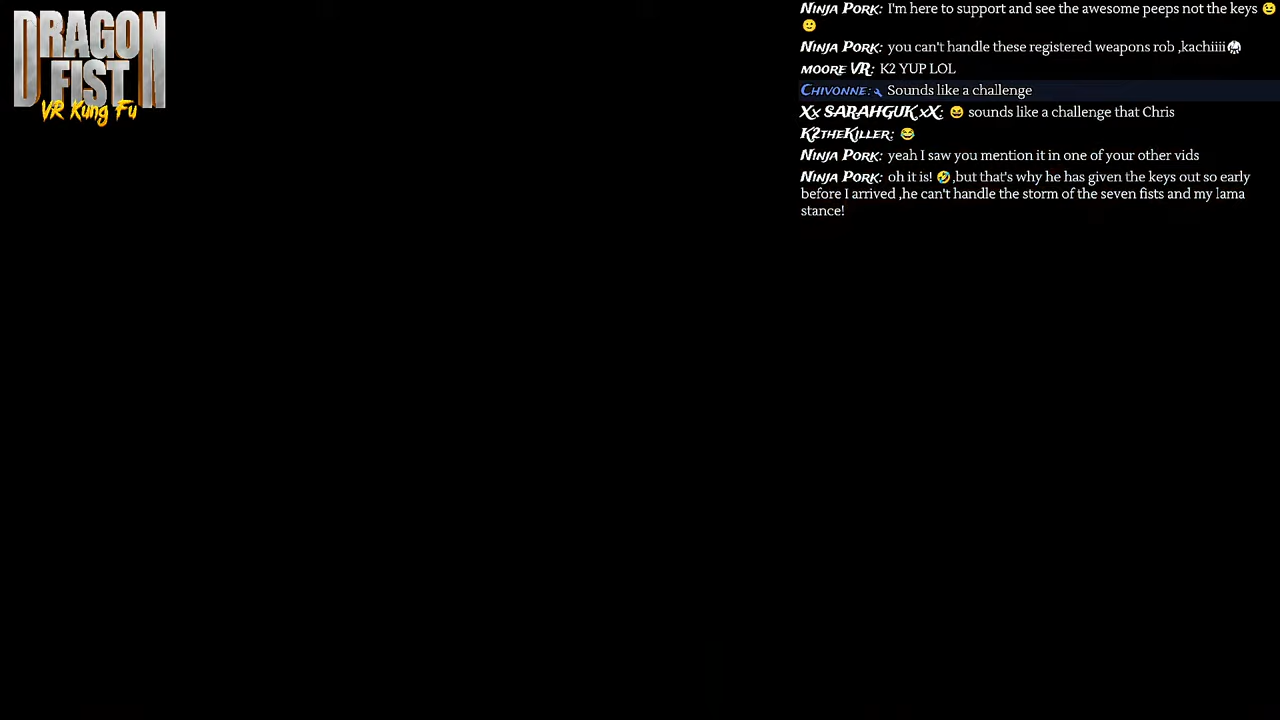 DRAGON
FIST
VR Kung Fu
Ninja Pork: I'm here to support and see the awesome peeps not the keys 😉
🙂
Ninja Pork: you can't handle these registered weapons rob ,kachiiii🥋
moore VR: K2 YUP LOL
Chivonne: 🔧 Sounds like a challenge
Xx SARAHGUK xX: 😆 sounds like a challenge that Chris
K2theKiller: 😂
Ninja Pork: yeah I saw you mention it in one of your other vids
Ninja Pork: oh it is! 🤣,but that's why he has given the keys out so early
before I arrived ,he can't handle the storm of the seven fists and my lama
stance!